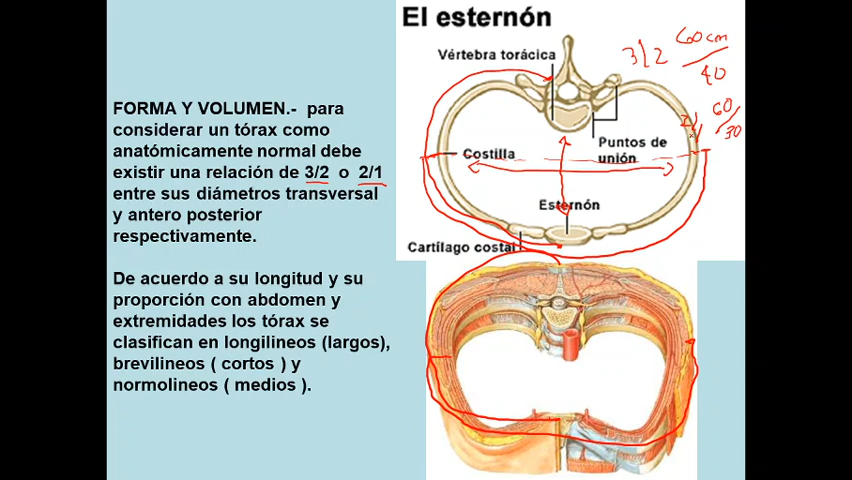 El esternón
FORMA Y VOLUMEN.- para
considerar un tórax como
anatómicamente normal debe
existir una relación de 3/2 o 2/1
entre sus diámetros transversal
y antero posterior
respectivamente.
De acuerdo a su longitud y su
proporción con abdomen y
extremidades los tórax se
clasifican en longilineos (largos),
brevilineos ( cortos ) y
normolineos ( medios ).
Vértebra torácica
Costilla
Puntos de
unión
Esternón
Cartílago costal
3/2
60cm
40
2/1
60
30